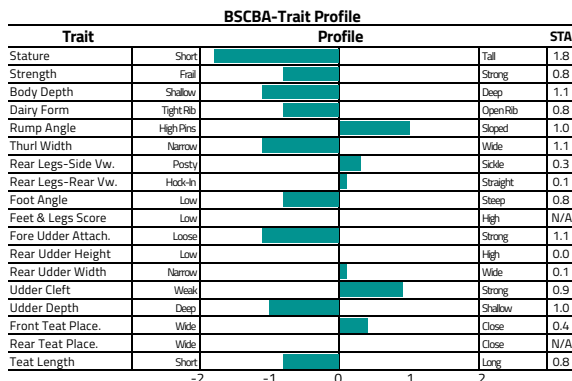 BSCBA-Trait Profile
Trait Profile STA
Stature Short Tall 1.8
Strength Frail Strong 0.8
Body Depth Shallow Deep 1.1
Dairy Form Tight Rib Open Rib 0.8
Rump Angle High Pins Sloped 1.0
Thurl Width Narrow Wide 1.1
Rear Legs-Side Vw. Posty Sickle 0.3
Rear Legs-Rear Vw. Hock-In Straight 0.1
Foot Angle Low Steep 0.8
Feet & Legs Score Low High N/A
Fore Udder Attach. Loose Strong 1.1
Rear Udder Height Low High 0.0
Rear Udder Width Narrow Wide 0.1
Udder Cleft Weak Strong 0.9
Udder Depth Deep Shallow 1.0
Front Teat Place. Wide Close 0.4
Rear Teat Place. Wide Close N/A
Teat Length Short Long 0.8
-2 -1 0 1 2